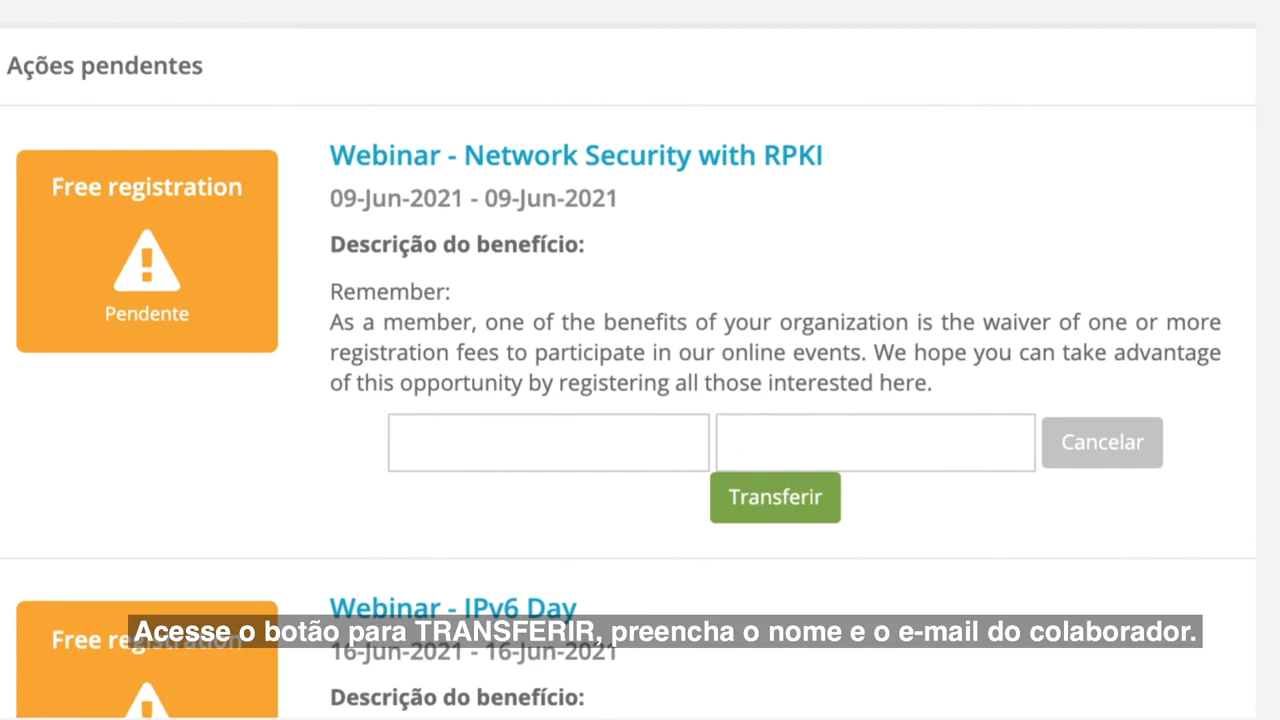 Ações pendentes
Free registration
Pendente
Webinar - Network Security with RPKI
09-Jun-2021 - 09-Jun-2021
Descrição do benefício:
Remember:
As a member, one of the benefits of your organization is the waiver of one or more
registration fees to participate in our online events. We hope you can take advantage
of this opportunity by registering all those interested here.
Cancelar
Transferir
Free registration
Webinar - IPv6 Day
16-Jun-2021 - 16-Jun-2021
Descrição do benefício:
Acesse o botão para TRANSFERIR, preencha o nome e o e-mail do colaborador.